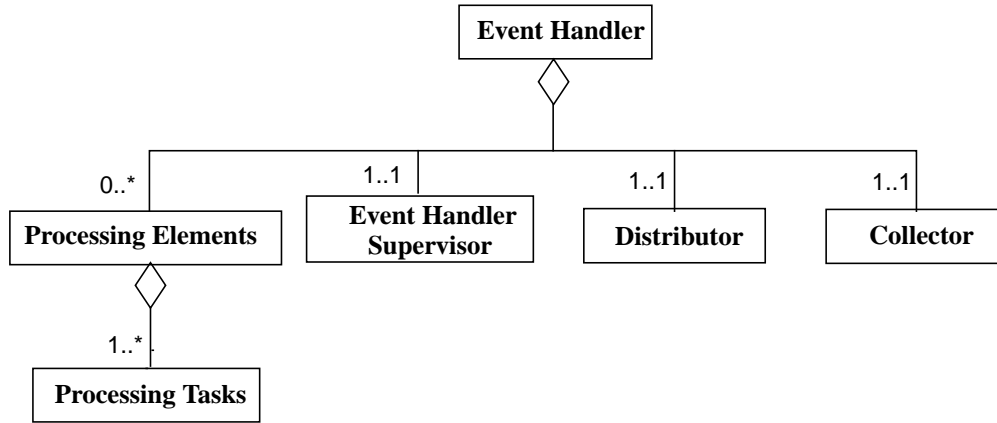 Event Handler
0..*
1..1
1..1
1..1
Processing Elements
Event Handler
Supervisor
Distributor
Collector
1..*
Processing Tasks